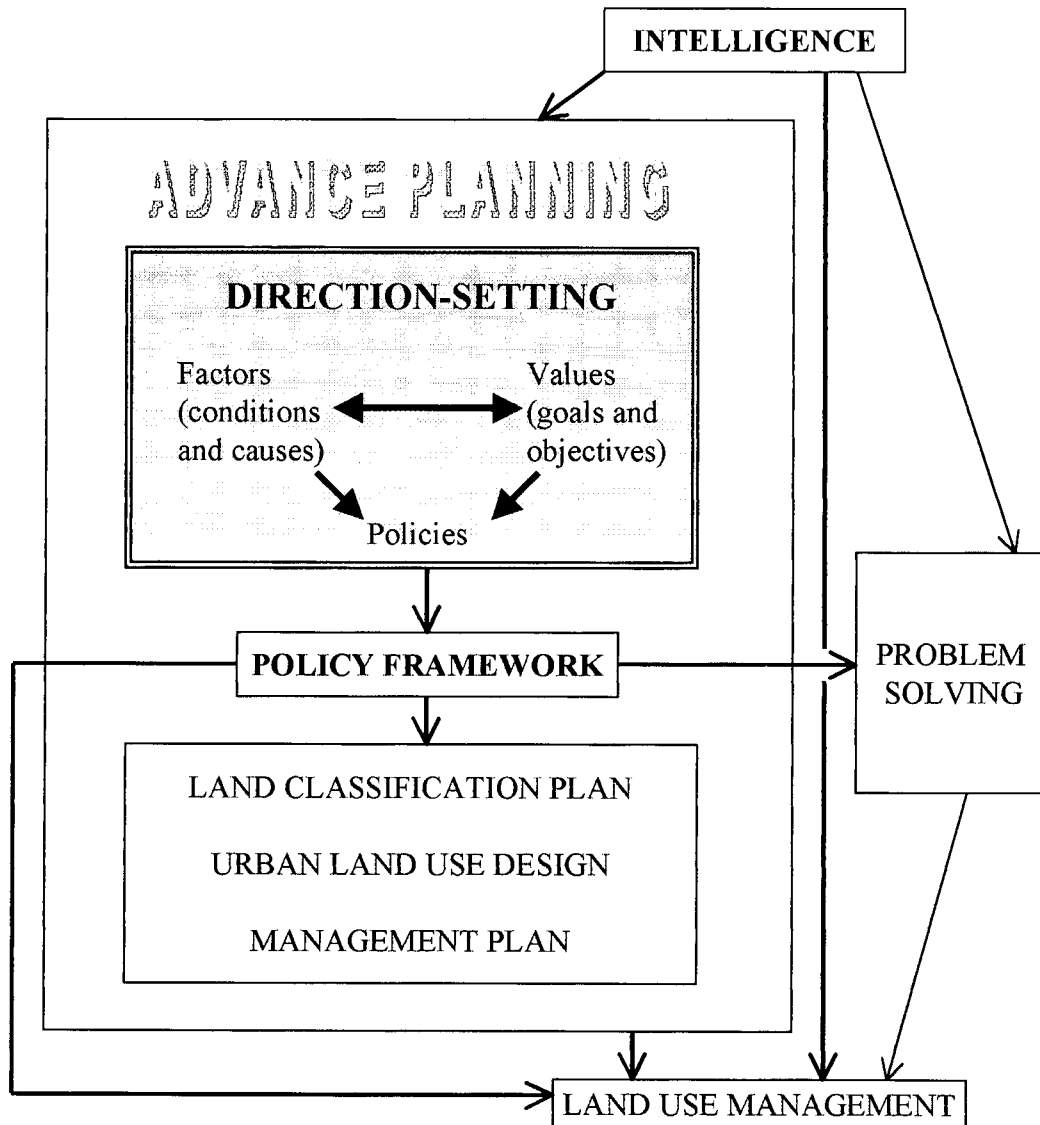 INTELLIGENCE
ADVANCE PLANNING
DIRECTION-SETTING
Factors
(conditions
and causes)
Values
(goals and
objectives)
Policies
POLICY FRAMEWORK
PROBLEM
SOLVING
LAND CLASSIFICATION PLAN
URBAN LAND USE DESIGN
MANAGEMENT PLAN
LAND USE MANAGEMENT